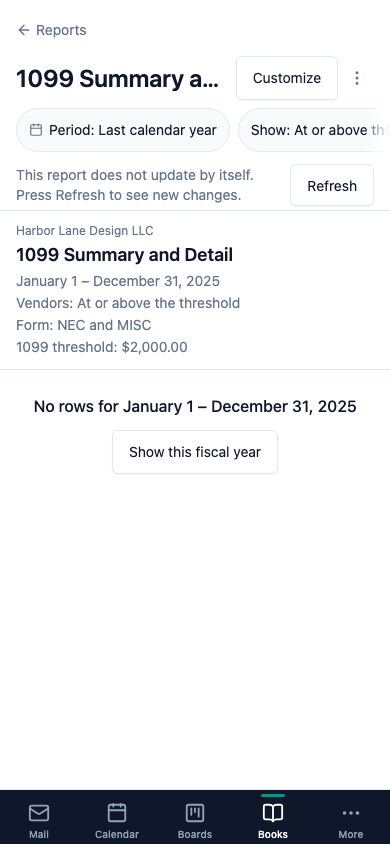 Reports
1099 Summary a...
Customize
Period: Last calendar year
Show: At or above the
This report does not update by itself.
Press Refresh to see new changes.
Refresh
Harbor Lane Design LLC
1099 Summary and Detail
January 1 – December 31, 2025
Vendors: At or above the threshold
Form: NEC and MISC
1099 threshold: $2,000.00
No rows for January 1 – December 31, 2025
Show this fiscal year
Mail
Calendar
Boards
Books
More